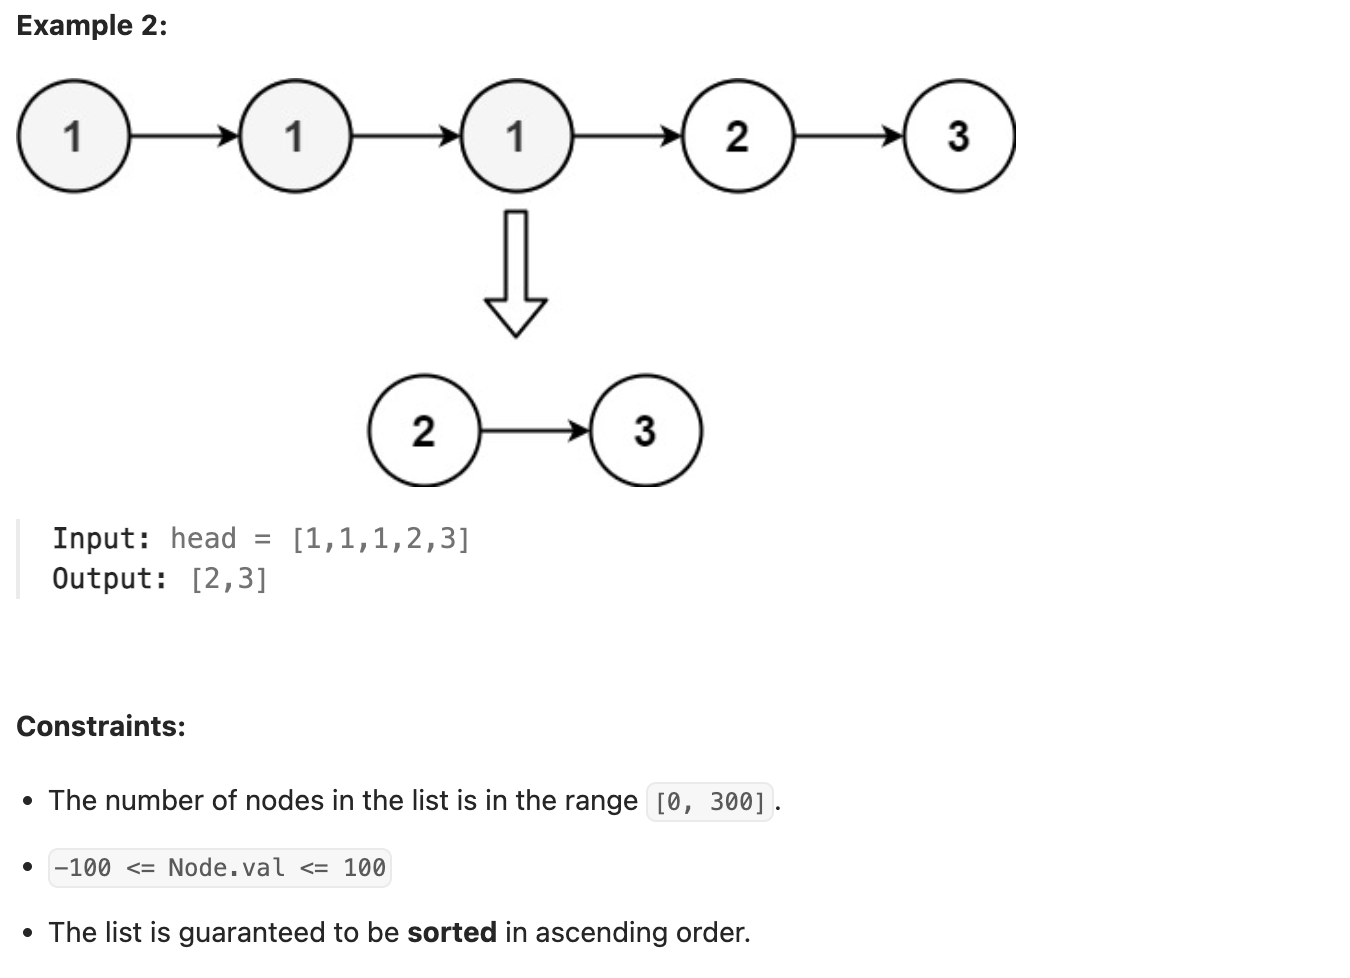 Example 2:
1 1 1 2 3
2 3
Input: head = [1,1,1,2,3]
Output: [2,3]
Constraints:
• The number of nodes in the list is in the range [0, 300].
• -100 <= Node.val <= 100
• The list is guaranteed to be sorted in ascending order.